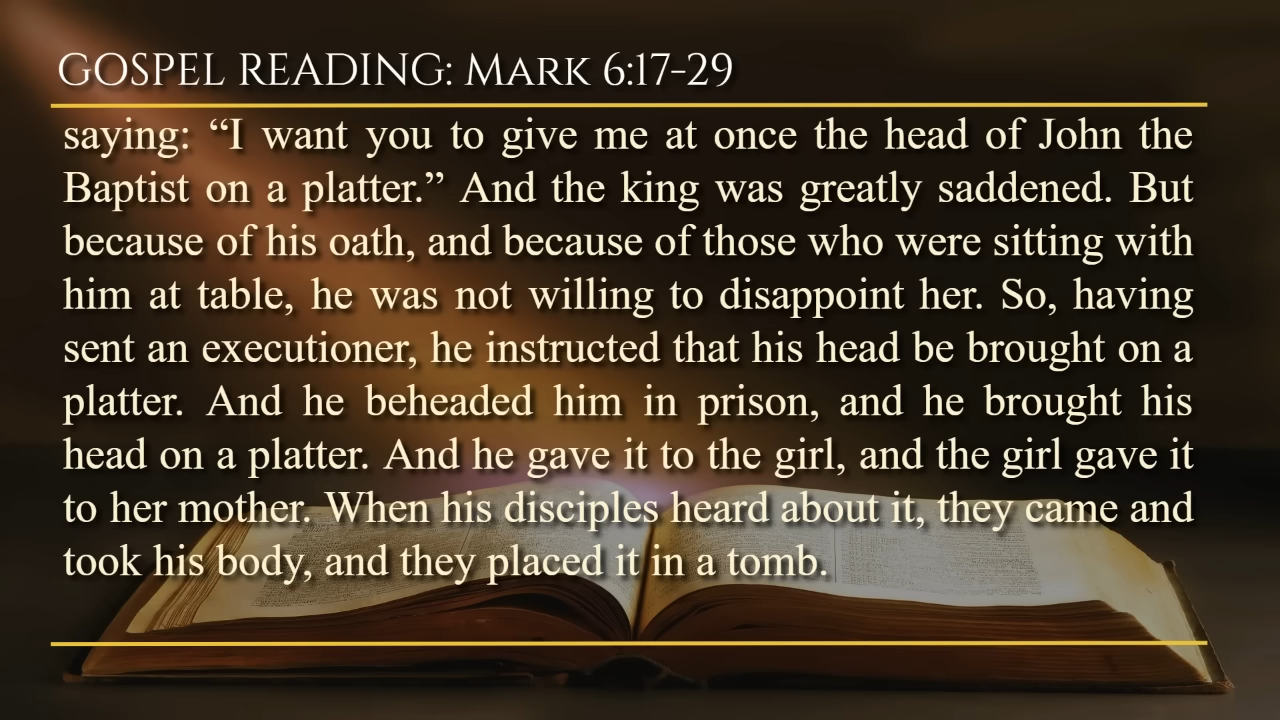 GOSPEL READING: MARK 6:17-29
saying: “I want you to give me at once the head of John the
Baptist on a platter.” And the king was greatly saddened. But
because of his oath, and because of those who were sitting with
him at table, he was not willing to disappoint her. So, having
sent an executioner, he instructed that his head be brought on a
platter. And he beheaded him in prison, and he brought his
head on a platter. And he gave it to the girl, and the girl gave it
to her mother. When his disciples heard about it, they came and
took his body, and they placed it in a tomb.